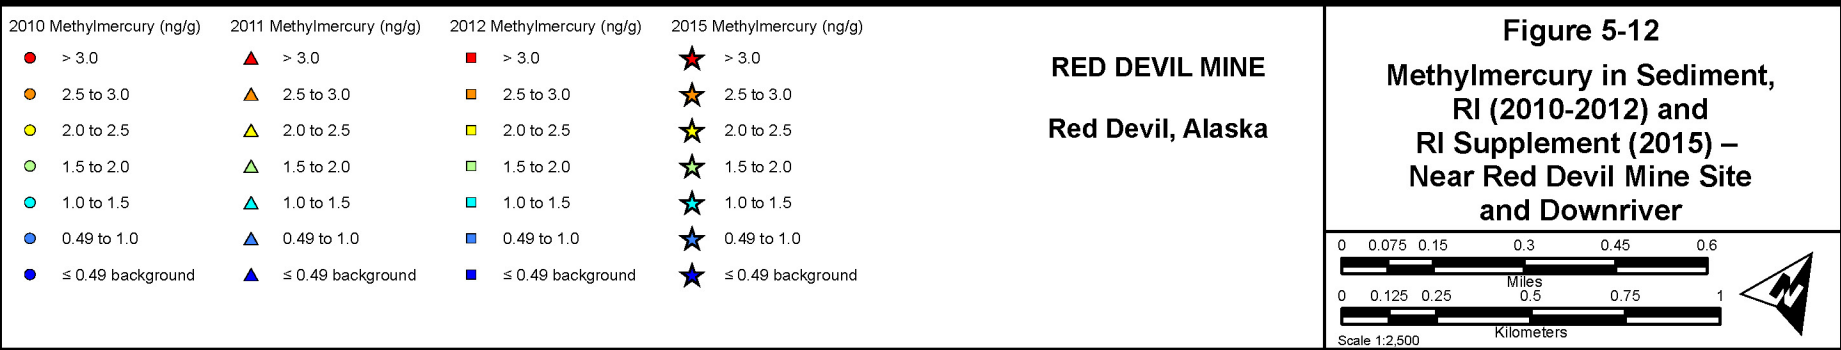 2010 Methylmercury (ng/g)
> 3.0
2.5 to 3.0
2.0 to 2.5
1.5 to 2.0
1.0 to 1.5
0.49 to 1.0
≤ 0.49 background
2011 Methylmercury (ng/g)
> 3.0
2.5 to 3.0
2.0 to 2.5
1.5 to 2.0
1.0 to 1.5
0.49 to 1.0
≤ 0.49 background
2012 Methylmercury (ng/g)
> 3.0
2.5 to 3.0
2.0 to 2.5
1.5 to 2.0
1.0 to 1.5
0.49 to 1.0
≤ 0.49 background
2015 Methylmercury (ng/g)
> 3.0
2.5 to 3.0
2.0 to 2.5
1.5 to 2.0
1.0 to 1.5
0.49 to 1.0
≤ 0.49 background
RED DEVIL MINE
Red Devil, Alaska
Figure 5-12
Methylmercury in Sediment,
RI (2010-2012) and
RI Supplement (2015) –
Near Red Devil Mine Site
and Downriver
0 0.075 0.15 0.3 0.45 0.6
Miles
0 0.125 0.25 0.5 0.75 1
Kilometers
Scale 1:2,500
N